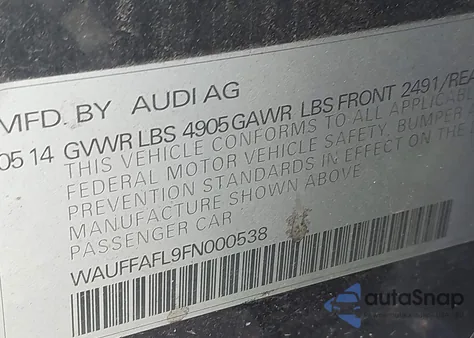 MFD. BY AUDI AG
05 14 GVWR LBS 4905 GAWR LBS FRONT 2491/REA
THIS VEHICLE CONFORMS TO ALL APPLICABLE
FEDERAL MOTOR VEHICLE SAFETY, BUMPER
PREVENTION STANDARDS IN EFFECT ON THE
MANUFACTURE SHOWN ABOVE.
PASSENGER CAR
WAUFFAFL9FN000538
autoSnap